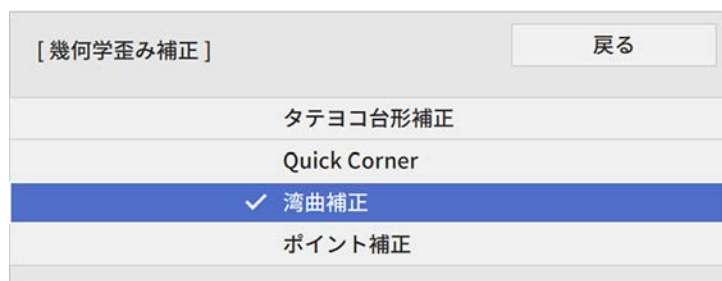 [ 幾何学歪み補正 ]
戻る
タテヨコ台形補正
Quick Corner
湾曲補正
ポイント補正